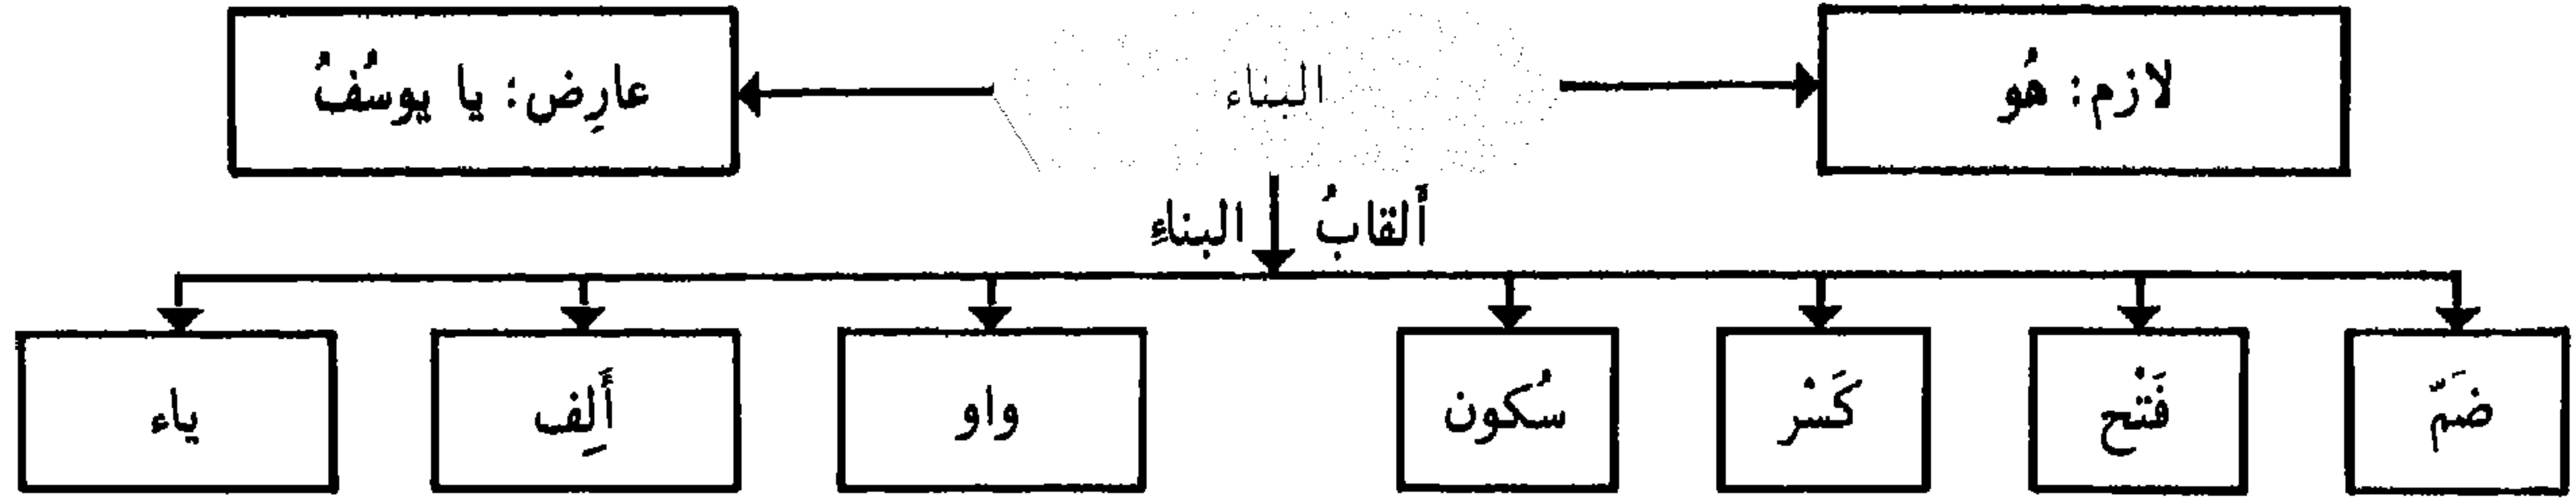 لازم: هُو
البناء
عارِض: يا يوسُفُ
ألقابُ البناءِ
ضَمّ
فَتْح
كَسْر
سُكون
واو
أَلِف
ياء